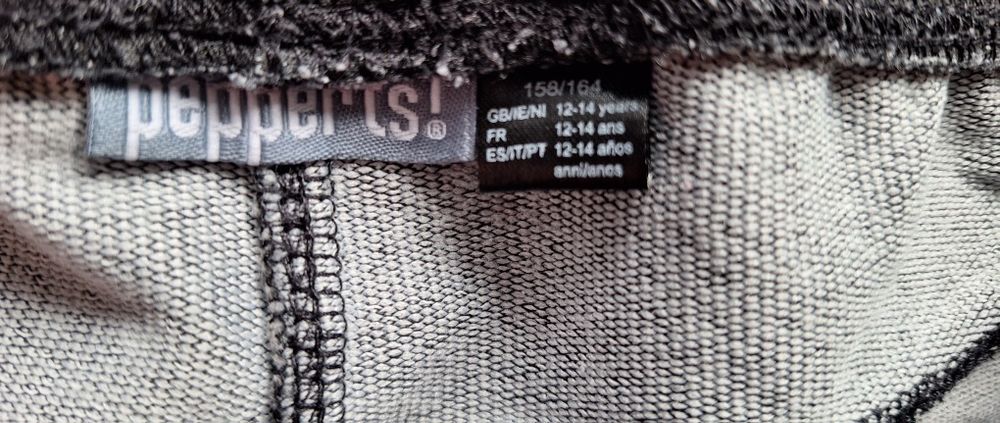 pepperts!®
158/164
GB/IE/NI 12-14 years
FR 12-14 ans
ES/IT/PT 12-14 años
anni/anos